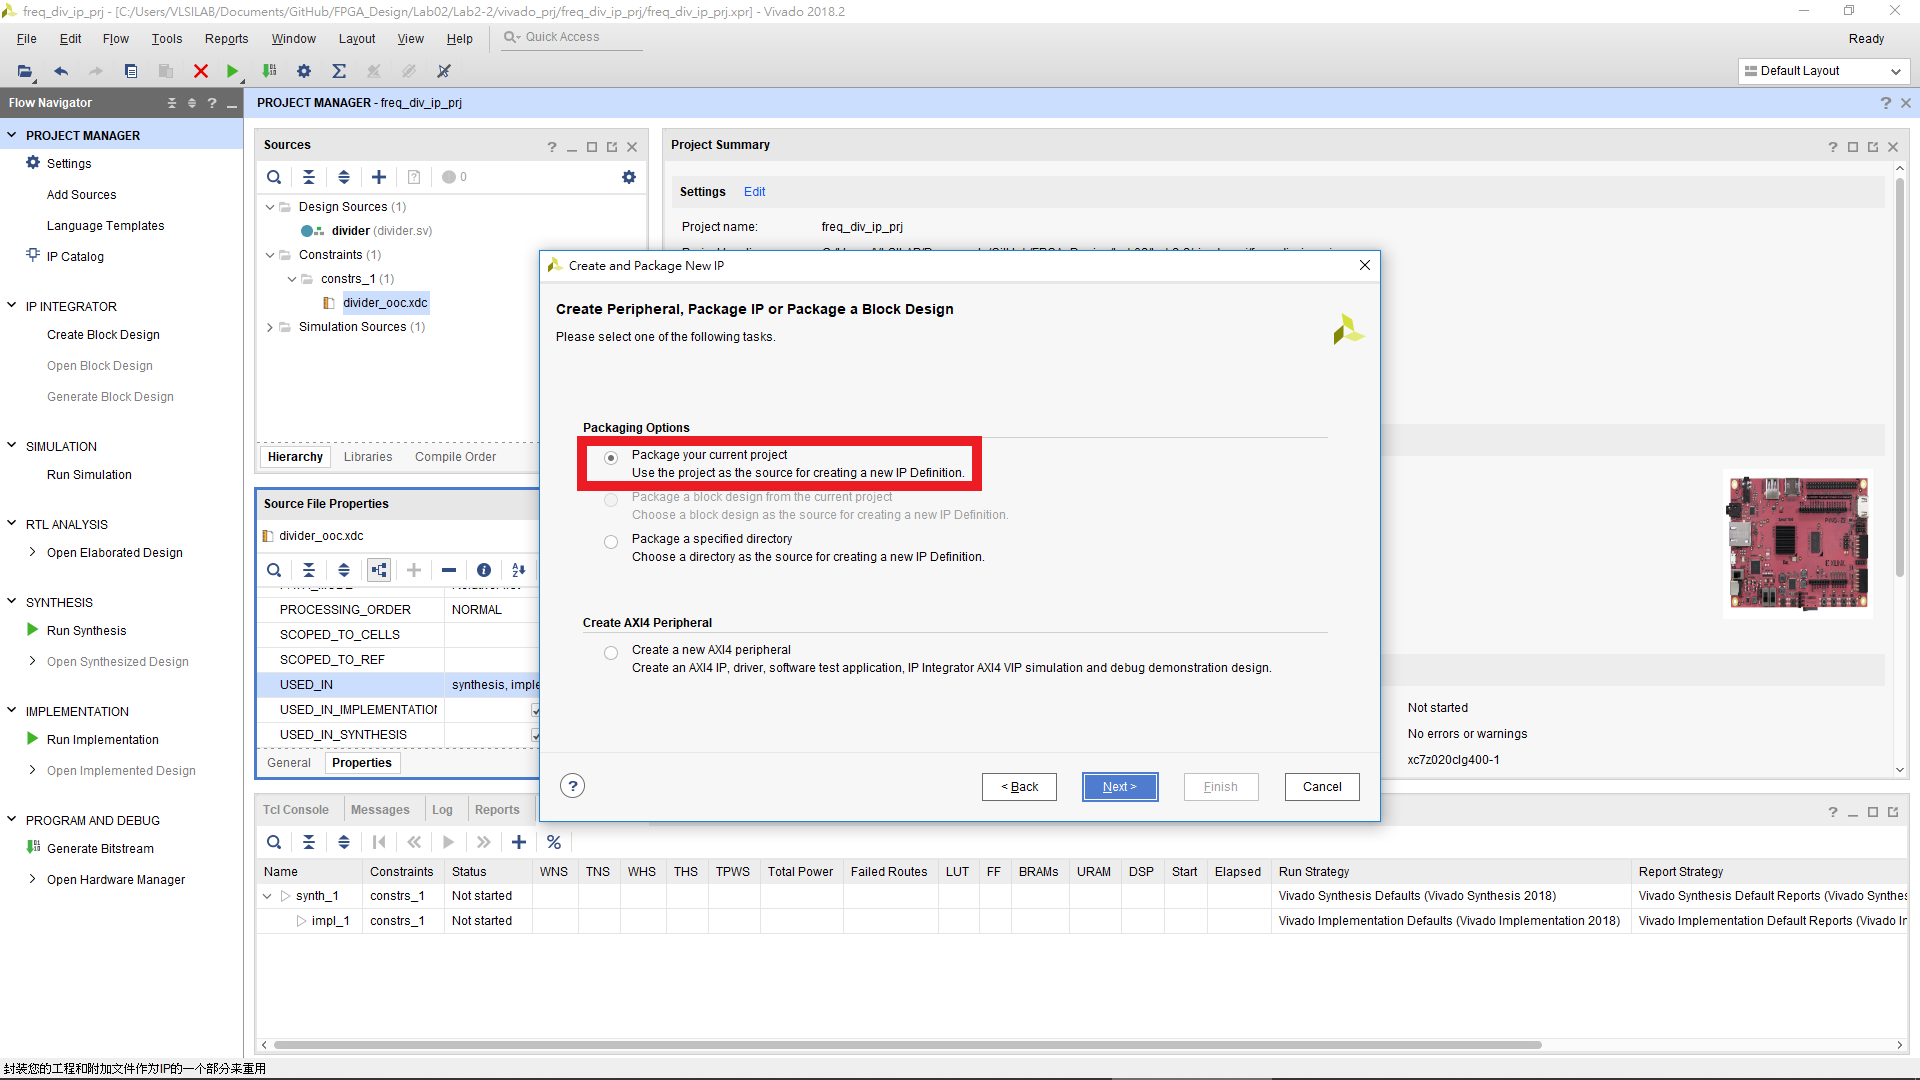 freq_div_ip_prj - [C:/Users/VLSILAB/Documents/GitHub/FPGA_Design/Lab02/Lab2-2/vivado_prj/freq_div_ip_prj/freq_div_ip_prj.xpr] - Vivado 2018.2
File Edit Flow Tools Reports Window Layout View Help Quick Access Ready
Default Layout
Flow Navigator
PROJECT MANAGER - freq_div_ip_prj
PROJECT MANAGER
Settings
Add Sources
Language Templates
IP Catalog
IP INTEGRATOR
Create Block Design
Open Block Design
Generate Block Design
SIMULATION
Run Simulation
RTL ANALYSIS
Open Elaborated Design
SYNTHESIS
Run Synthesis
Open Synthesized Design
IMPLEMENTATION
Run Implementation
Open Implemented Design
PROGRAM AND DEBUG
Generate Bitstream
Open Hardware Manager
Sources
0
Design Sources (1)
divider (divider.sv)
Constraints (1)
constrs_1 (1)
divider_ooc.xdc
Simulation Sources (1)
Hierarchy Libraries Compile Order
Source File Properties
divider_ooc.xdc
PROCESSING_ORDER NORMAL
SCOPED_TO_CELLS
SCOPED_TO_REF
USED_IN synthesis, imple
USED_IN_IMPLEMENTATION
USED_IN_SYNTHESIS
General Properties
Project Summary
Settings Edit
Project name: freq_div_ip_prj
Not started
No errors or warnings
xc7z020clg400-1
Create and Package New IP
Create Peripheral, Package IP or Package a Block Design
Please select one of the following tasks.
Packaging Options
Package your current project
Use the project as the source for creating a new IP Definition.
Package a block design from the current project
Choose a block design as the source for creating a new IP Definition.
Package a specified directory
Choose a directory as the source for creating a new IP Definition.
Create AXI4 Peripheral
Create a new AXI4 peripheral
Create an AXI4 IP, driver, software test application, IP Integrator AXI4 VIP simulation and debug demonstration design.
< Back Next > Finish Cancel
Tcl Console Messages Log Reports
Name Constraints Status WNS TNS WHS THS TPWS Total Power Failed Routes LUT FF BRAMs URAM DSP Start Elapsed Run Strategy Report Strategy
synth_1 constrs_1 Not started Vivado Synthesis Defaults (Vivado Synthesis 2018) Vivado Synthesis Default Reports (Vivado Synthes
impl_1 constrs_1 Not started Vivado Implementation Defaults (Vivado Implementation 2018) Vivado Implementation Default Reports (Vivado Ir
封装您的工程和附加文件作为IP的一个部分来重用